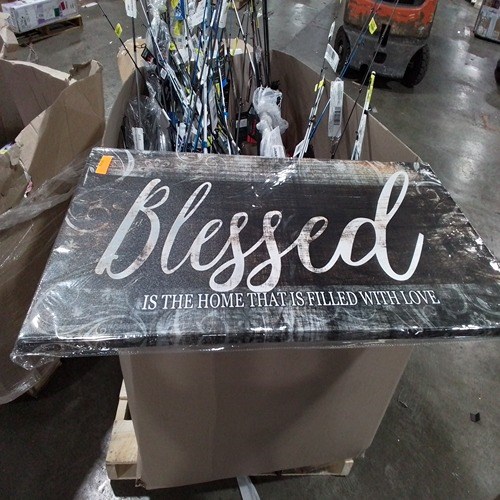 Blessed
IS THE HOME THAT IS FILLED WITH LOVE